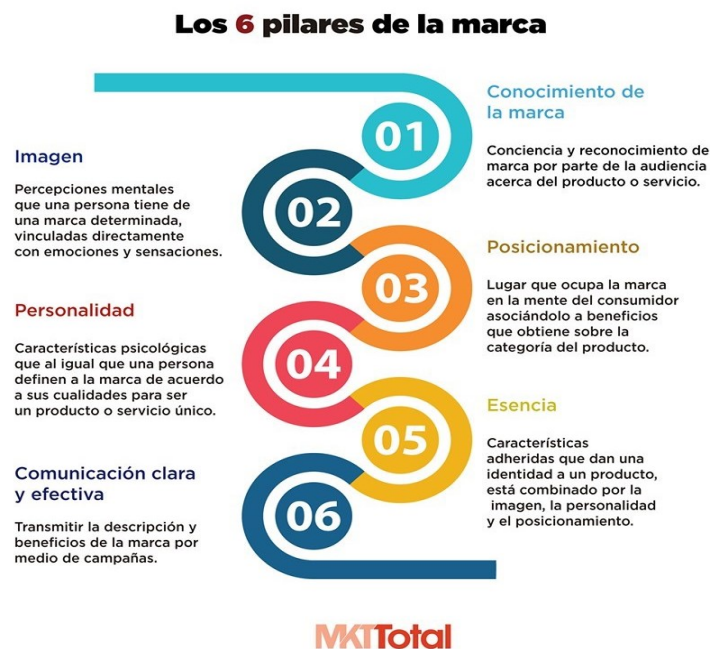 Los 6 pilares de la marca
01
Conocimiento de
la marca
Conciencia y reconocimiento de
marca por parte de la audiencia
acerca del producto o servicio.
02
Imagen
Percepciones mentales
que una persona tiene de
una marca determinada,
vinculadas directamente
con emociones y sensaciones.
03
Posicionamiento
Lugar que ocupa la marca
en la mente del consumidor
asociándolo a beneficios
que obtiene sobre la
categoría del producto.
04
Personalidad
Características psicológicas
que al igual que una persona
definen a la marca de acuerdo
a sus cualidades para ser
un producto o servicio único.
05
Esencia
Características
adheridas que dan una
identidad a un producto,
está combinado por la
imagen, la personalidad
y el posicionamiento.
06
Comunicación clara
y efectiva
Transmitir la descripción y
beneficios de la marca por
medio de campañas.
MKTTotal